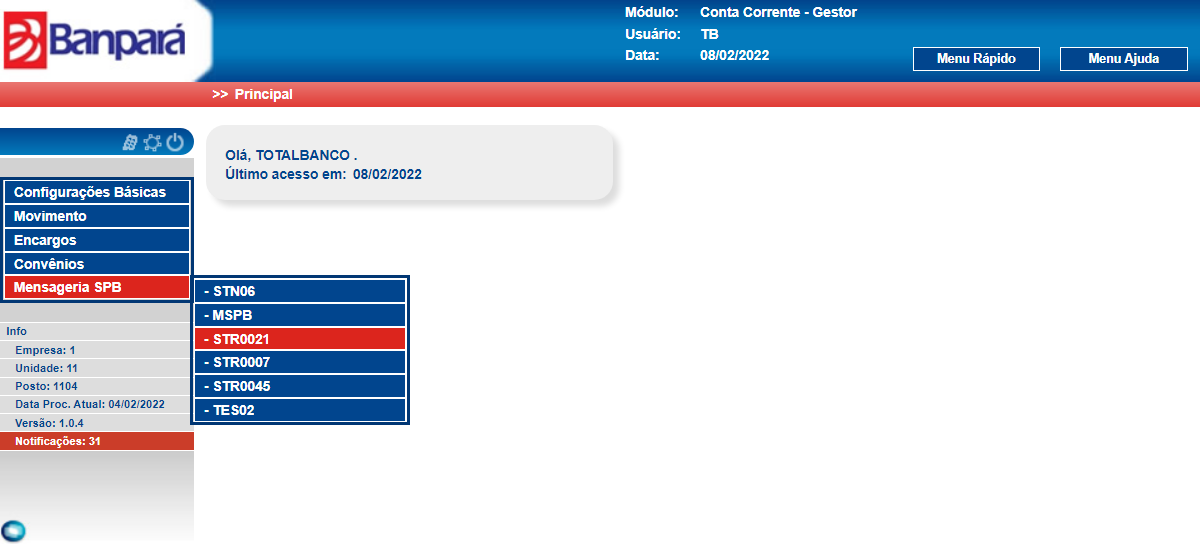 Banpará
Módulo: Conta Corrente - Gestor
Usuário: TB
Data: 08/02/2022
Menu Rápido
Menu Ajuda
>> Principal
Olá, TOTALBANCO .
Último acesso em: 08/02/2022
Configurações Básicas
Movimento
Encargos
Convênios
Mensageria SPB
- STN06
- MSPB
- STR0021
- STR0007
- STR0045
- TES02
Info
Empresa: 1
Unidade: 11
Posto: 1104
Data Proc. Atual: 04/02/2022
Versão: 1.0.4
Notificações: 31